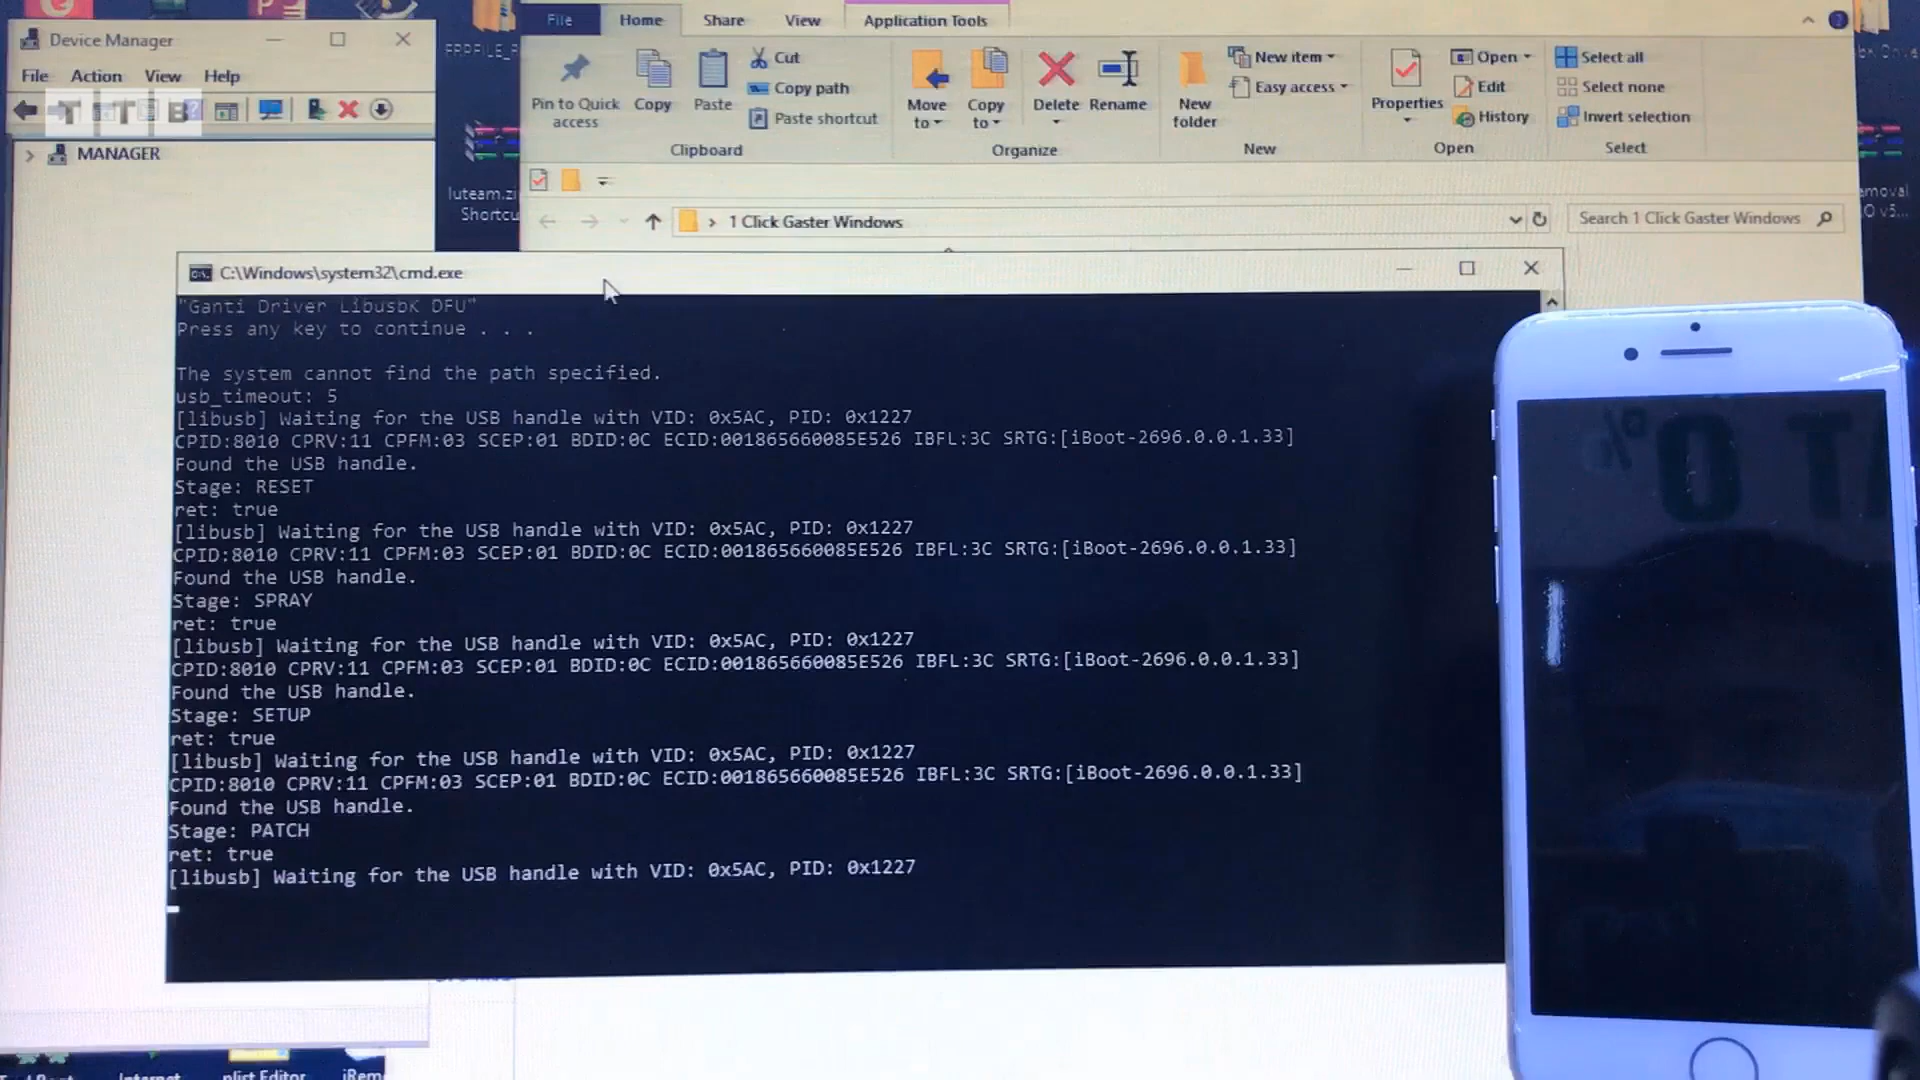 Device Manager
File Action View Help
TTB
MANAGER
luteam.zi
Shortcu
File Home Share View Application Tools
Pin to Quick access
Copy
Paste
Cut
Copy path
Paste shortcut
Clipboard
Move to
Copy to
Delete
Rename
Organize
New folder
New item
Easy access
New
Properties
Open
Edit
History
Open
Select all
Select none
Invert selection
Select
1 Click Gaster Windows
Search 1 Click Gaster Windows
C:\Windows\system32\cmd.exe
"Ganti Driver LibusbK DFU"
Press any key to continue . . .
The system cannot find the path specified.
usb_timeout: 5
[libusb] Waiting for the USB handle with VID: 0x5AC, PID: 0x1227
CPID:8010 CPRV:11 CPFM:03 SCEP:01 BDID:0C ECID:001865660085E526 IBFL:3C SRTG:[iBoot-2696.0.0.1.33]
Found the USB handle.
Stage: RESET
ret: true
[libusb] Waiting for the USB handle with VID: 0x5AC, PID: 0x1227
CPID:8010 CPRV:11 CPFM:03 SCEP:01 BDID:0C ECID:001865660085E526 IBFL:3C SRTG:[iBoot-2696.0.0.1.33]
Found the USB handle.
Stage: SPRAY
ret: true
[libusb] Waiting for the USB handle with VID: 0x5AC, PID: 0x1227
CPID:8010 CPRV:11 CPFM:03 SCEP:01 BDID:0C ECID:001865660085E526 IBFL:3C SRTG:[iBoot-2696.0.0.1.33]
Found the USB handle.
Stage: SETUP
ret: true
[libusb] Waiting for the USB handle with VID: 0x5AC, PID: 0x1227
CPID:8010 CPRV:11 CPFM:03 SCEP:01 BDID:0C ECID:001865660085E526 IBFL:3C SRTG:[iBoot-2696.0.0.1.33]
Found the USB handle.
Stage: PATCH
ret: true
[libusb] Waiting for the USB handle with VID: 0x5AC, PID: 0x1227
plist Editor